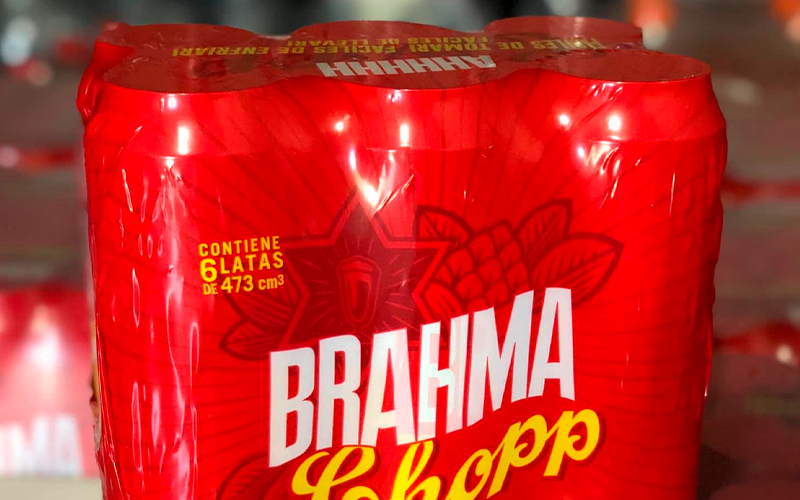 AHHHHH
FÁCILES DE LLEVAR!
FÁCILES DE TOMAR! FÁCILES DE ENFRIAR!
CONTIENE
6 LATAS
DE 473 cm³
BRAHMA
Chopp